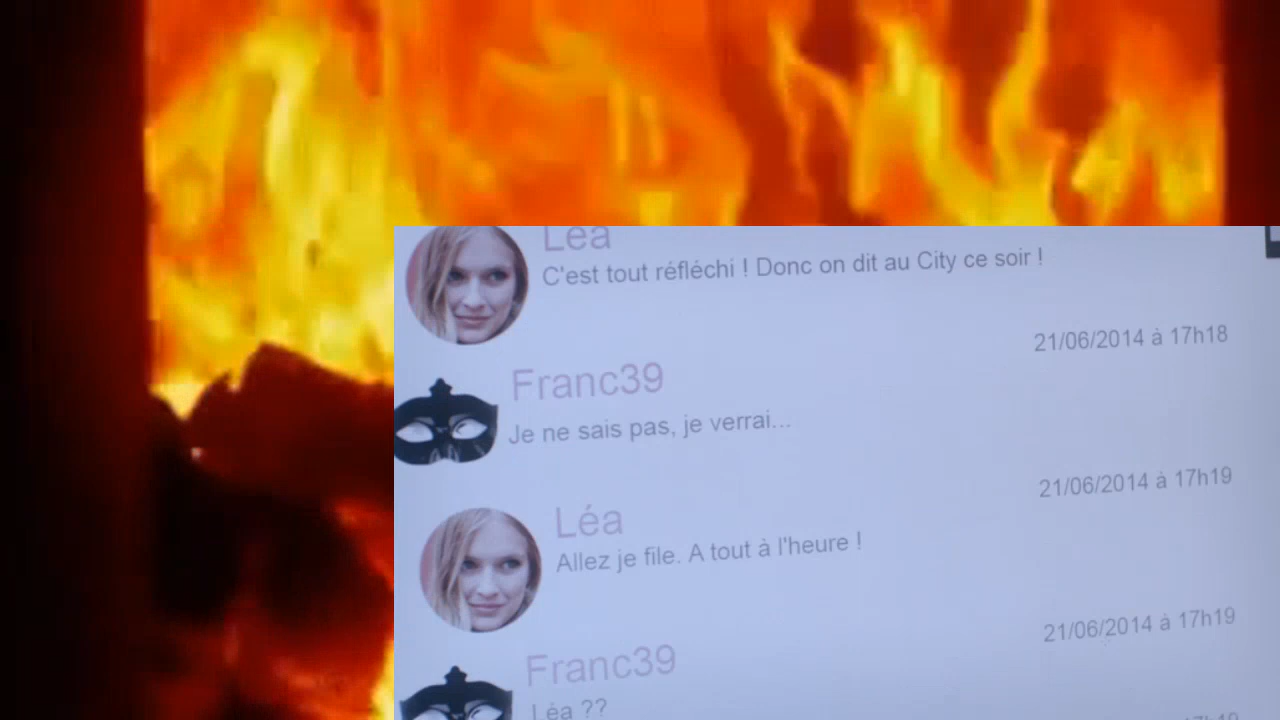 Léa
C'est tout réfléchi ! Donc on dit au City ce soir !
21/06/2014 à 17h18
Franc39
Je ne sais pas, je verrai...
21/06/2014 à 17h19
Léa
Allez je file. A tout à l'heure !
21/06/2014 à 17h19
Franc39
Léa ??